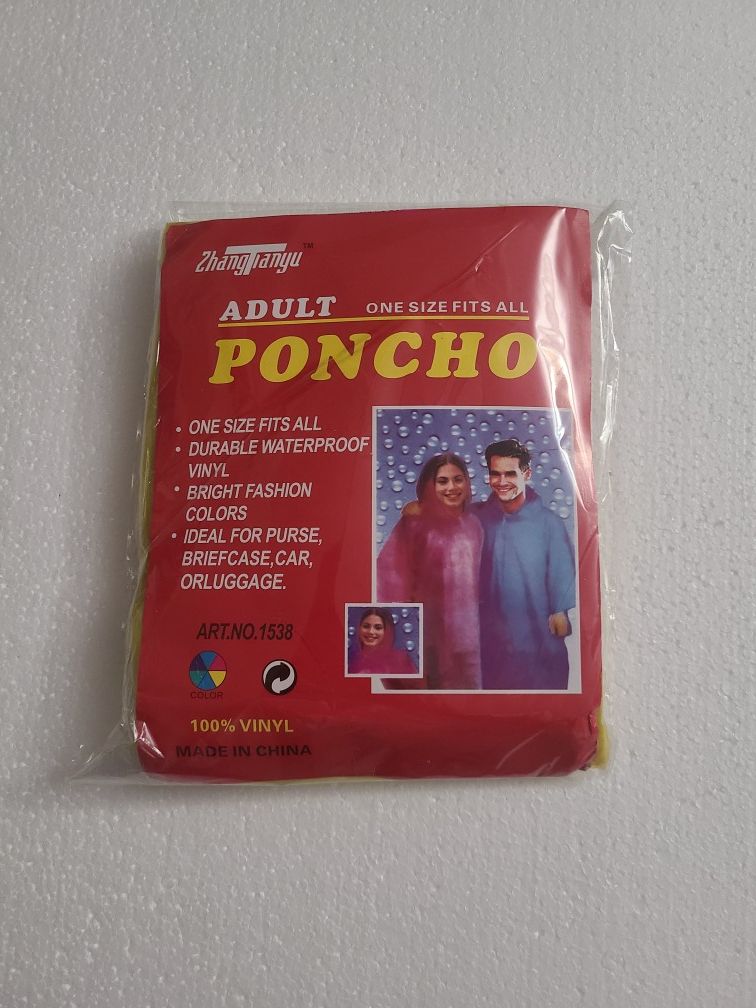 ZhangTianyu TM
ADULT ONE SIZE FITS ALL
PONCHO
• ONE SIZE FITS ALL
• DURABLE WATERPROOF
VINYL
• BRIGHT FASHION
COLORS
• IDEAL FOR PURSE,
BRIEFCASE,CAR,
ORLUGGAGE.
ART.NO.1538
COLOR
100% VINYL
MADE IN CHINA